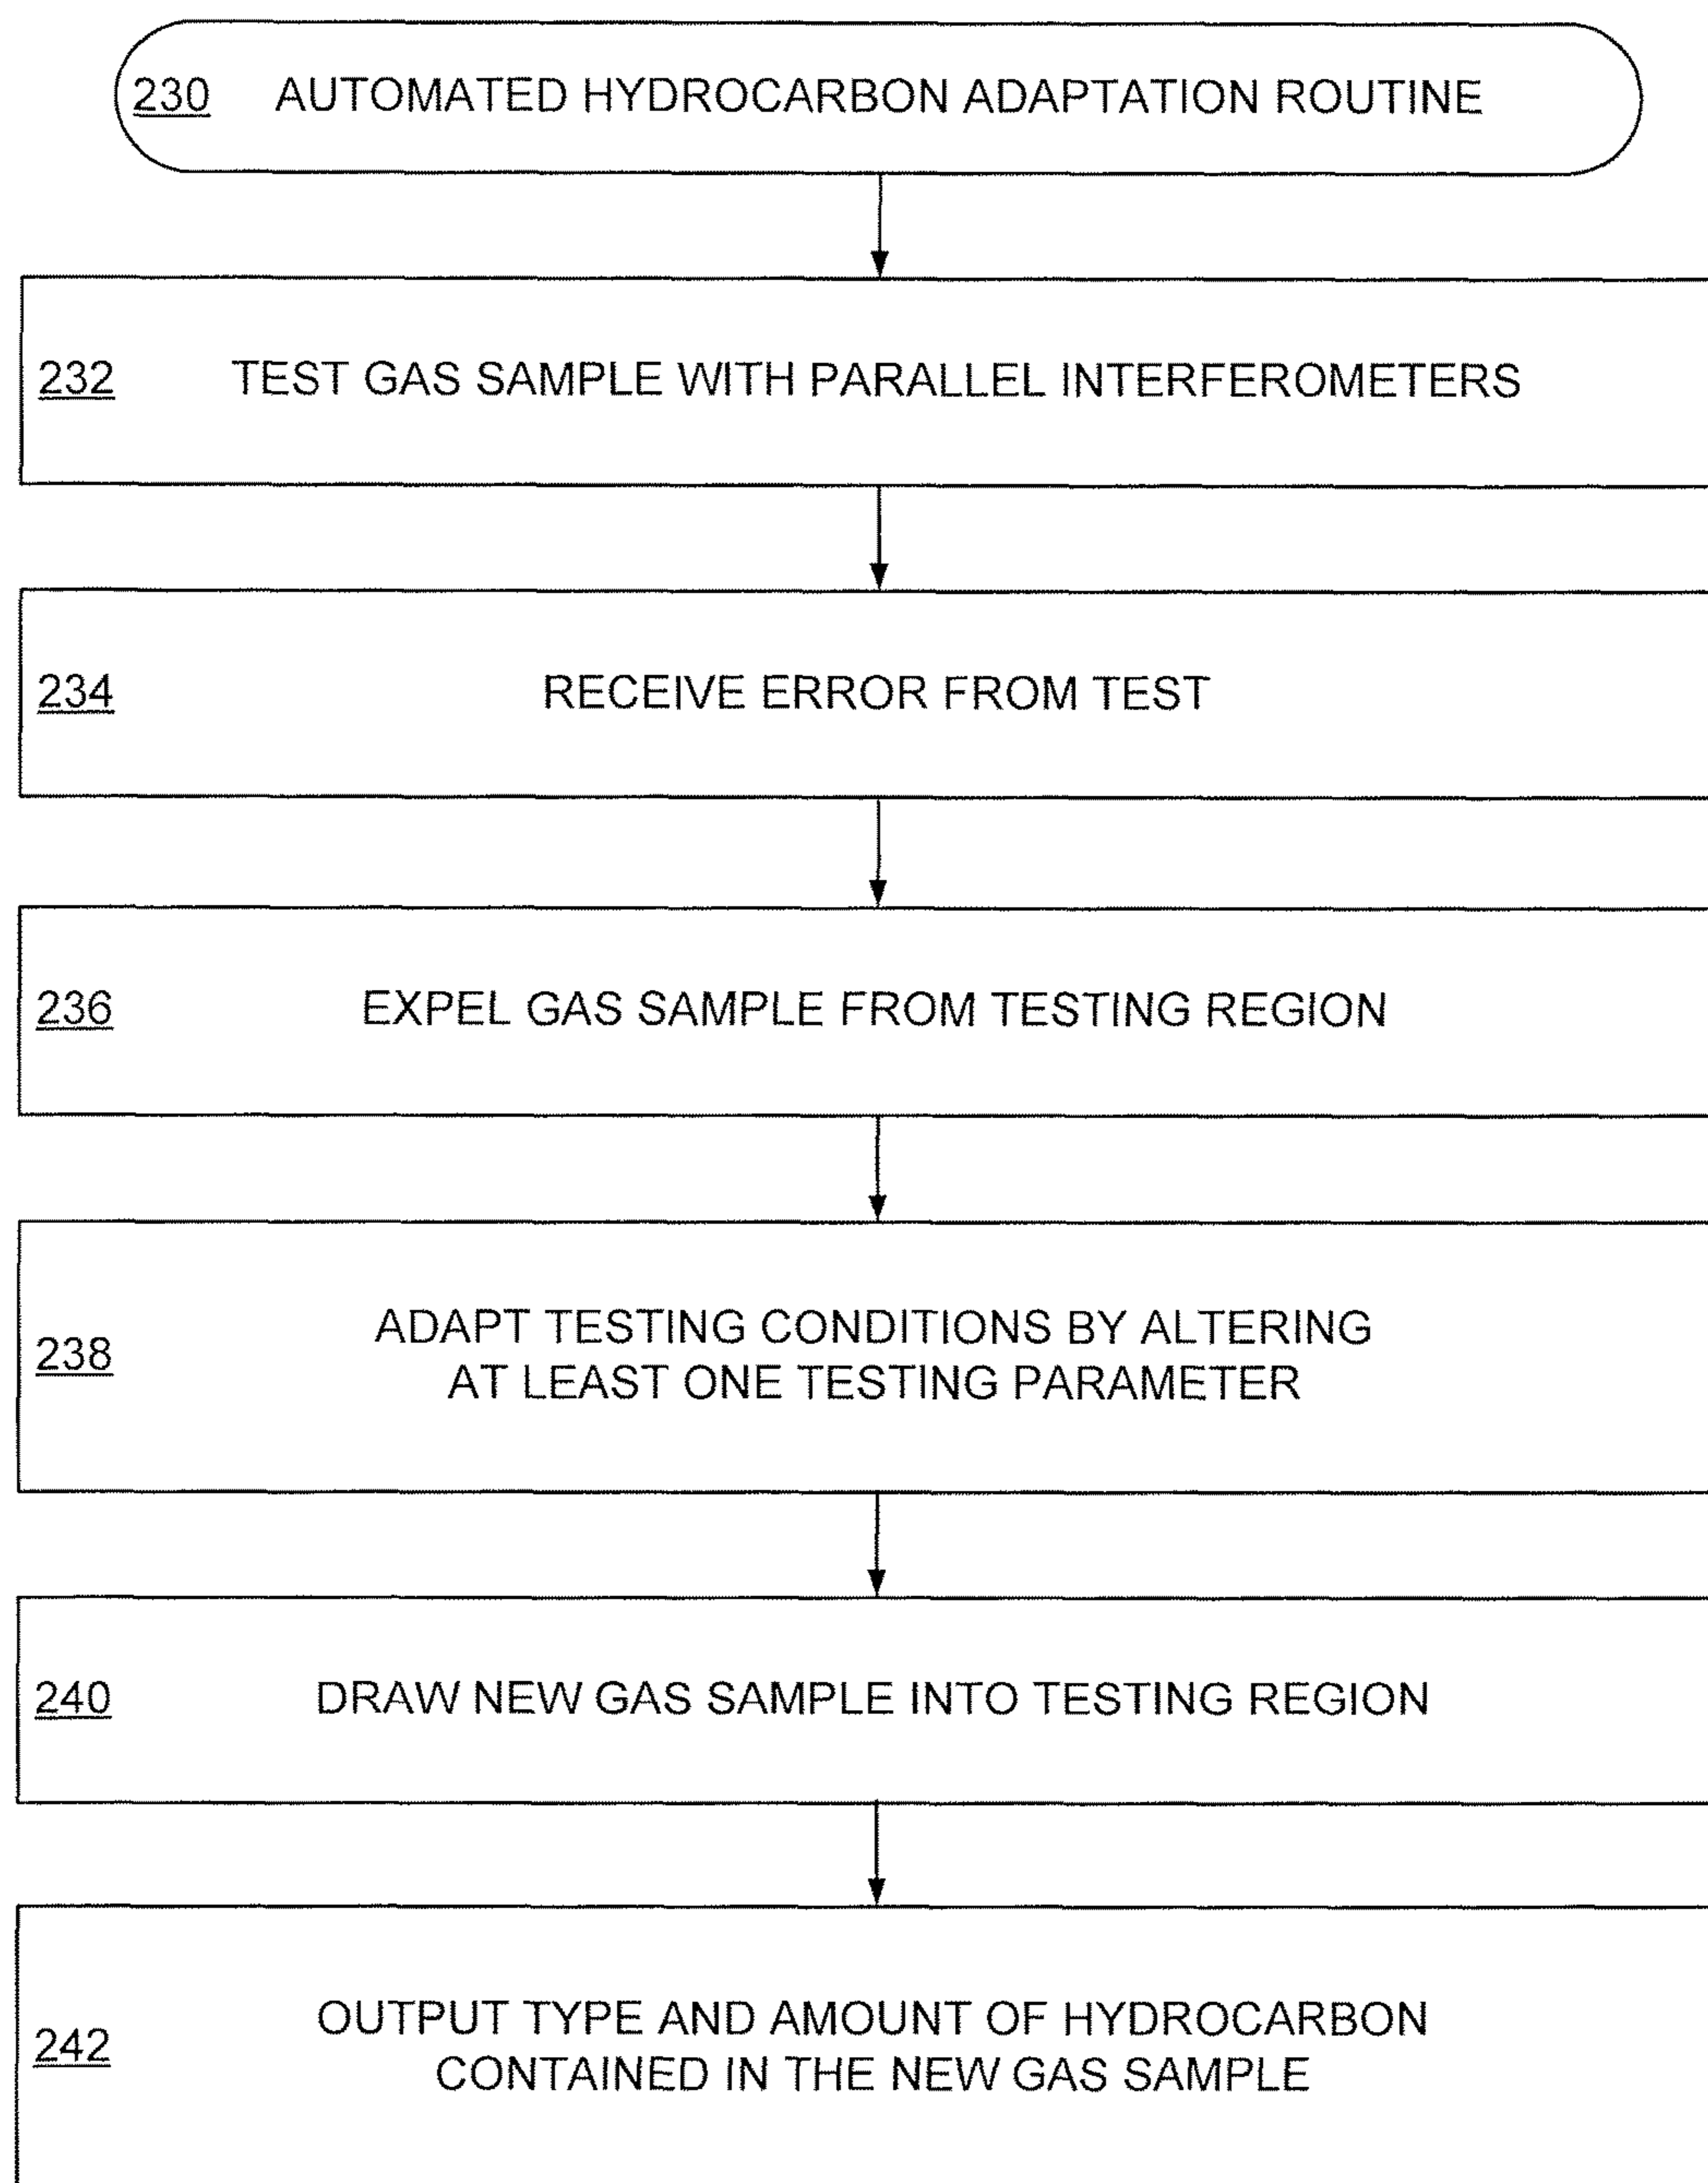 230 AUTOMATED HYDROCARBON ADAPTATION ROUTINE
232 TEST GAS SAMPLE WITH PARALLEL INTERFEROMETERS
234 RECEIVE ERROR FROM TEST
236 EXPEL GAS SAMPLE FROM TESTING REGION
ADAPT TESTING CONDITIONS BY ALTERING
238
AT LEAST ONE TESTING PARAMETER
240 DRAW NEW GAS SAMPLE INTO TESTING REGION
OUTPUT TYPE AND AMOUNT OF HYDROCARBON
242
CONTAINED IN THE NEW GAS SAMPLE